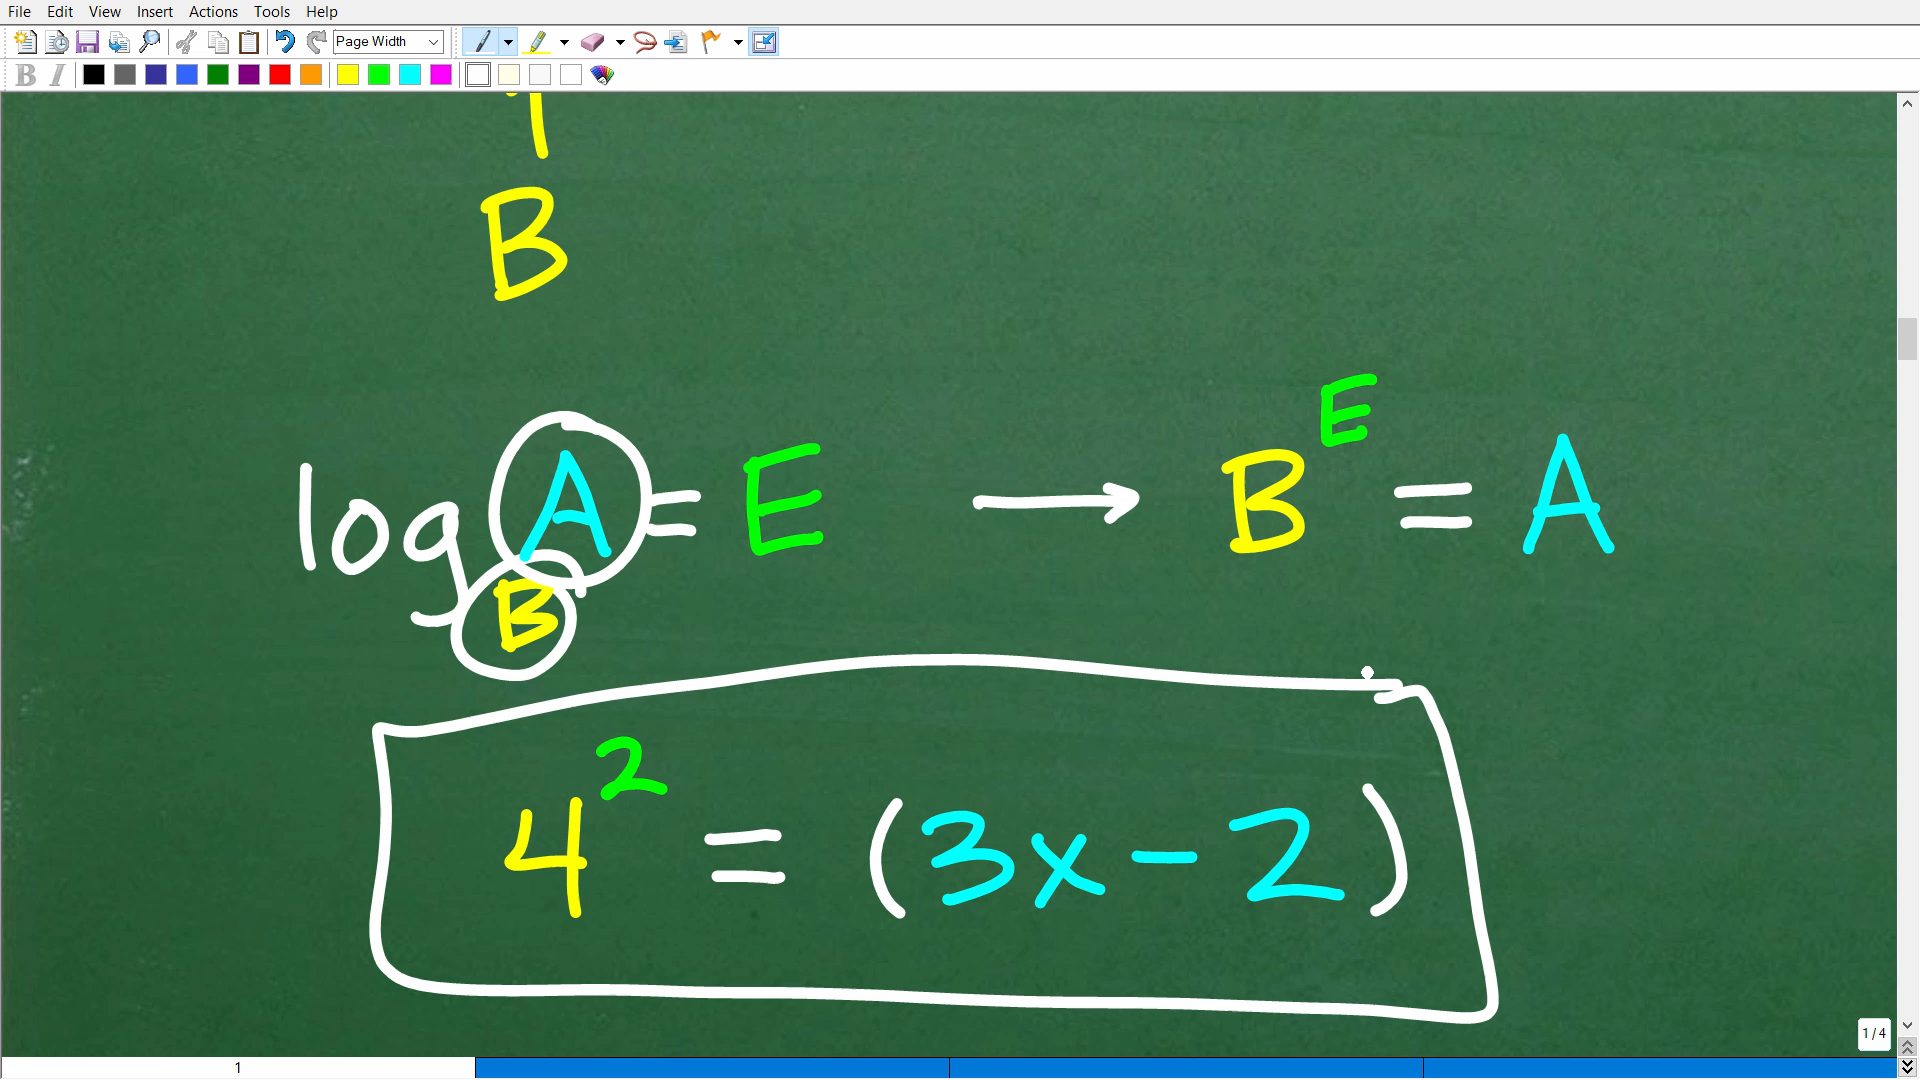 File Edit View Insert Actions Tools Help
Page Width
B I
B
log_B A = E → B^E = A
4^2 = (3x - 2)
1 / 4
1